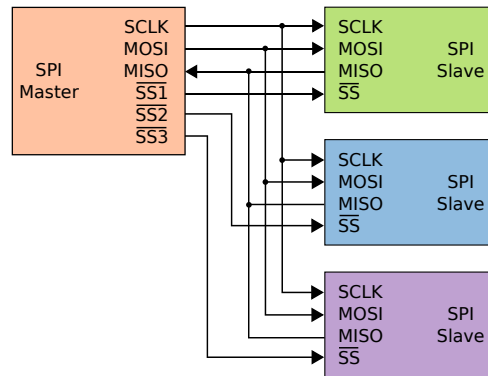 SCLK
MOSI
MISO
SS1
SS2
SS3
SPI
Master
SCLK
MOSI
MISO
SS
SPI
Slave
SCLK
MOSI
MISO
SS
SPI
Slave
SCLK
MOSI
MISO
SS
SPI
Slave